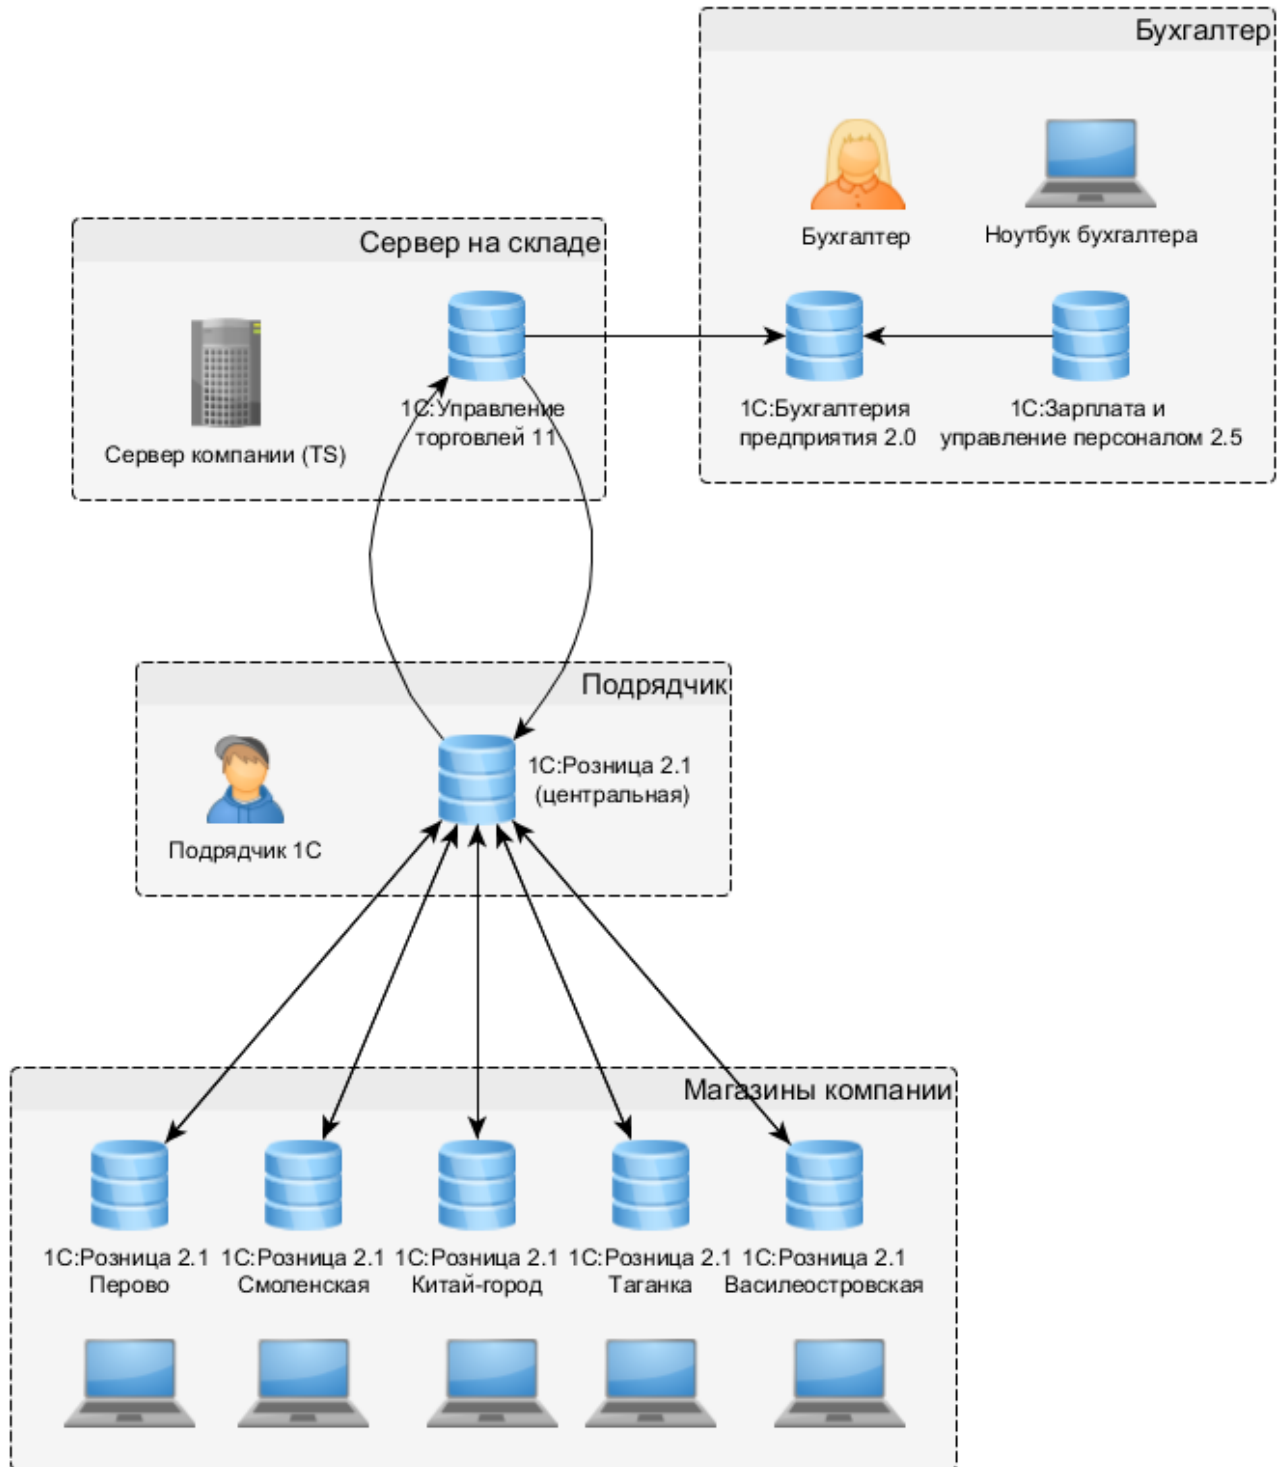 Бухгалтер
Бухгалтер
Ноутбук бухгалтера
Сервер на складе
1С:Управление
торговлей 11
Сервер компании (TS)
1С:Бухгалтерия
предприятия 2.0
1С:Зарплата и
управление персоналом 2.5
Подрядчик
1С:Розница 2.1
(центральная)
Подрядчик 1С
Магазины компании
1С:Розница 2.1
Перово
1С:Розница 2.1
Смоленская
1С:Розница 2.1
Китай-город
1С:Розница 2.1
Таганка
1С:Розница 2.1
Василеостровская